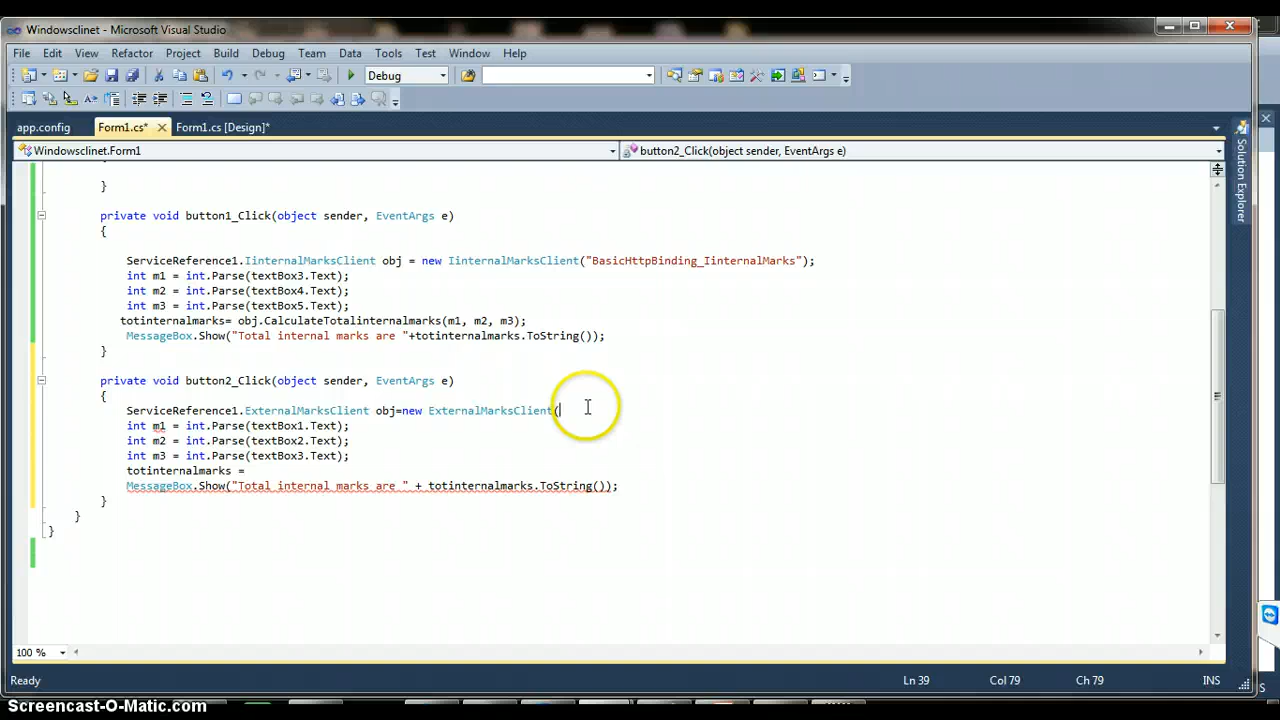 Windowsclinet - Microsoft Visual Studio
File Edit View Refactor Project Build Debug Team Data Tools Test Window Help
Debug
app.config Form1.cs* Form1.cs [Design]*
Windowsclinet.Form1 button2_Click(object sender, EventArgs e)
}
private void button1_Click(object sender, EventArgs e)
{
ServiceReference1.IinternalMarksClient obj = new IinternalMarksClient("BasicHttpBinding_IinternalMarks");
int m1 = int.Parse(textBox3.Text);
int m2 = int.Parse(textBox4.Text);
int m3 = int.Parse(textBox5.Text);
totinternalmarks= obj.CalculateTotalinternalmarks(m1, m2, m3);
MessageBox.Show("Total internal marks are "+totinternalmarks.ToString());
}
private void button2_Click(object sender, EventArgs e)
{
ServiceReference1.ExternalMarksClient obj=new ExternalMarksClient(
int m1 = int.Parse(textBox1.Text);
int m2 = int.Parse(textBox2.Text);
int m3 = int.Parse(textBox3.Text);
totinternalmarks =
MessageBox.Show("Total internal marks are " + totinternalmarks.ToString());
}
}
}
Solution Explorer
100 %
Ready Ln 39 Col 79 Ch 79 INS
Screencast-O-Matic.com